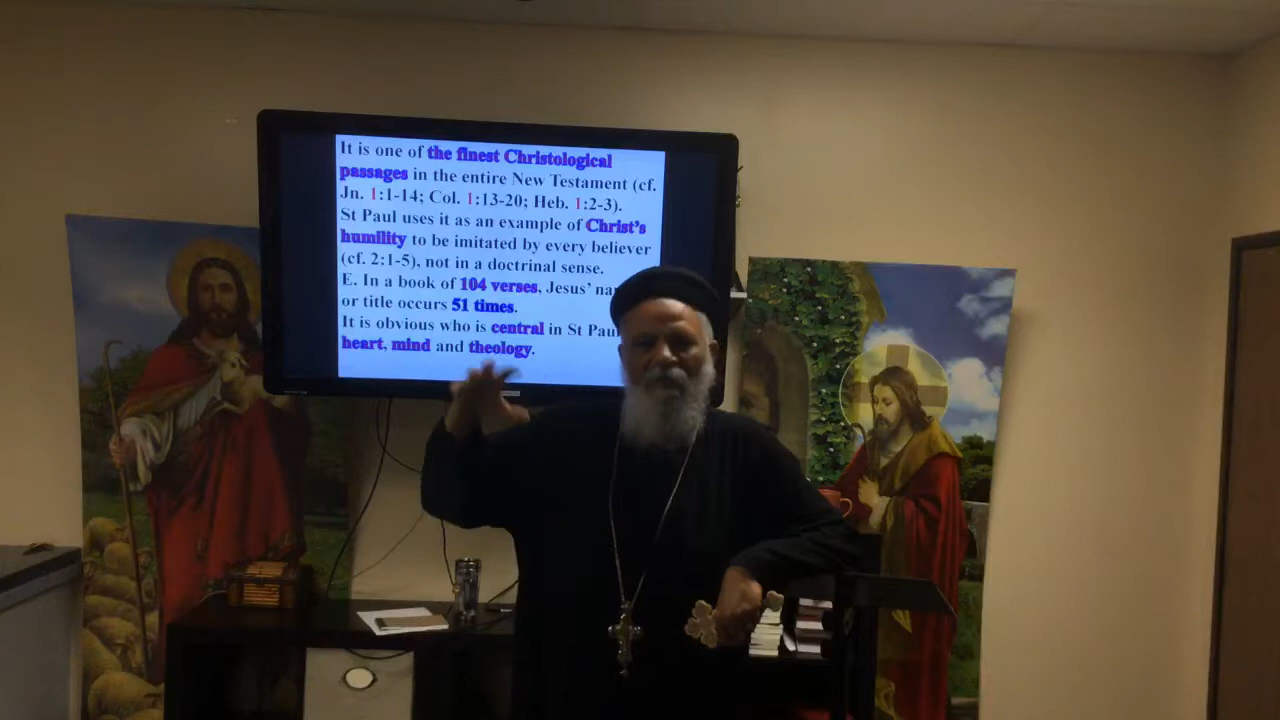 It is one of the finest Christological
passages in the entire New Testament (cf.
Jn. 1:1-14; Col. 1:13-20; Heb. 1:2-3).
St Paul uses it as an example of Christ's
humility to be imitated by every believer
(cf. 2:1-5), not in a doctrinal sense.
E. In a book of 104 verses, Jesus' na
or title occurs 51 times.
It is obvious who is central in St Pau
heart, mind and theology.